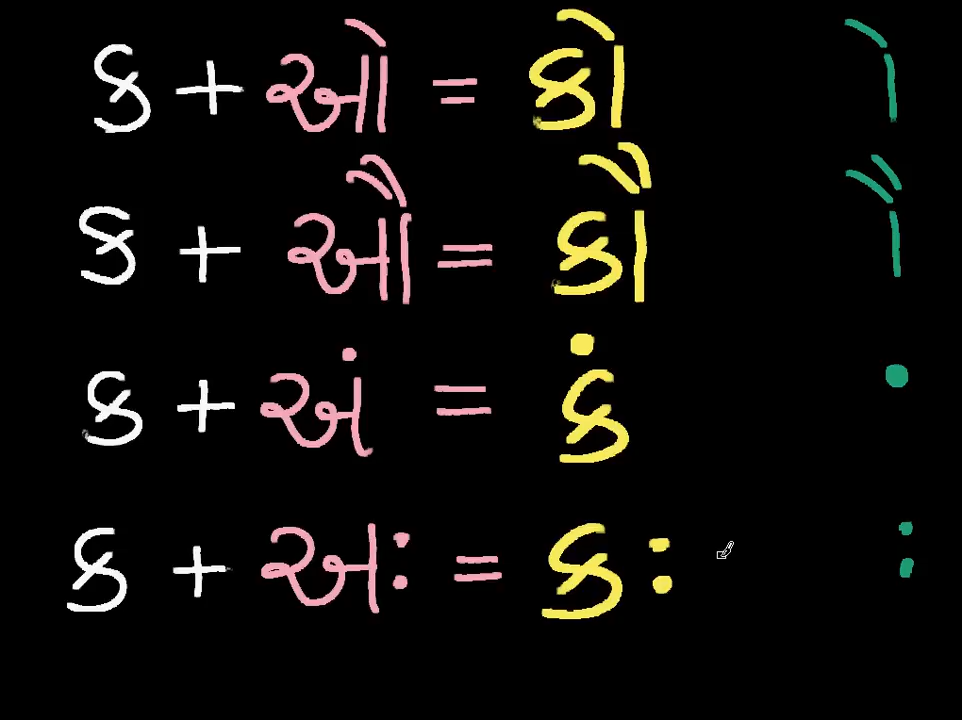 ક + ઓ = કો ો
ક + ઔ = કૌ ૌ
ક + અં = કં ં
ક + અઃ = કઃ ઃ